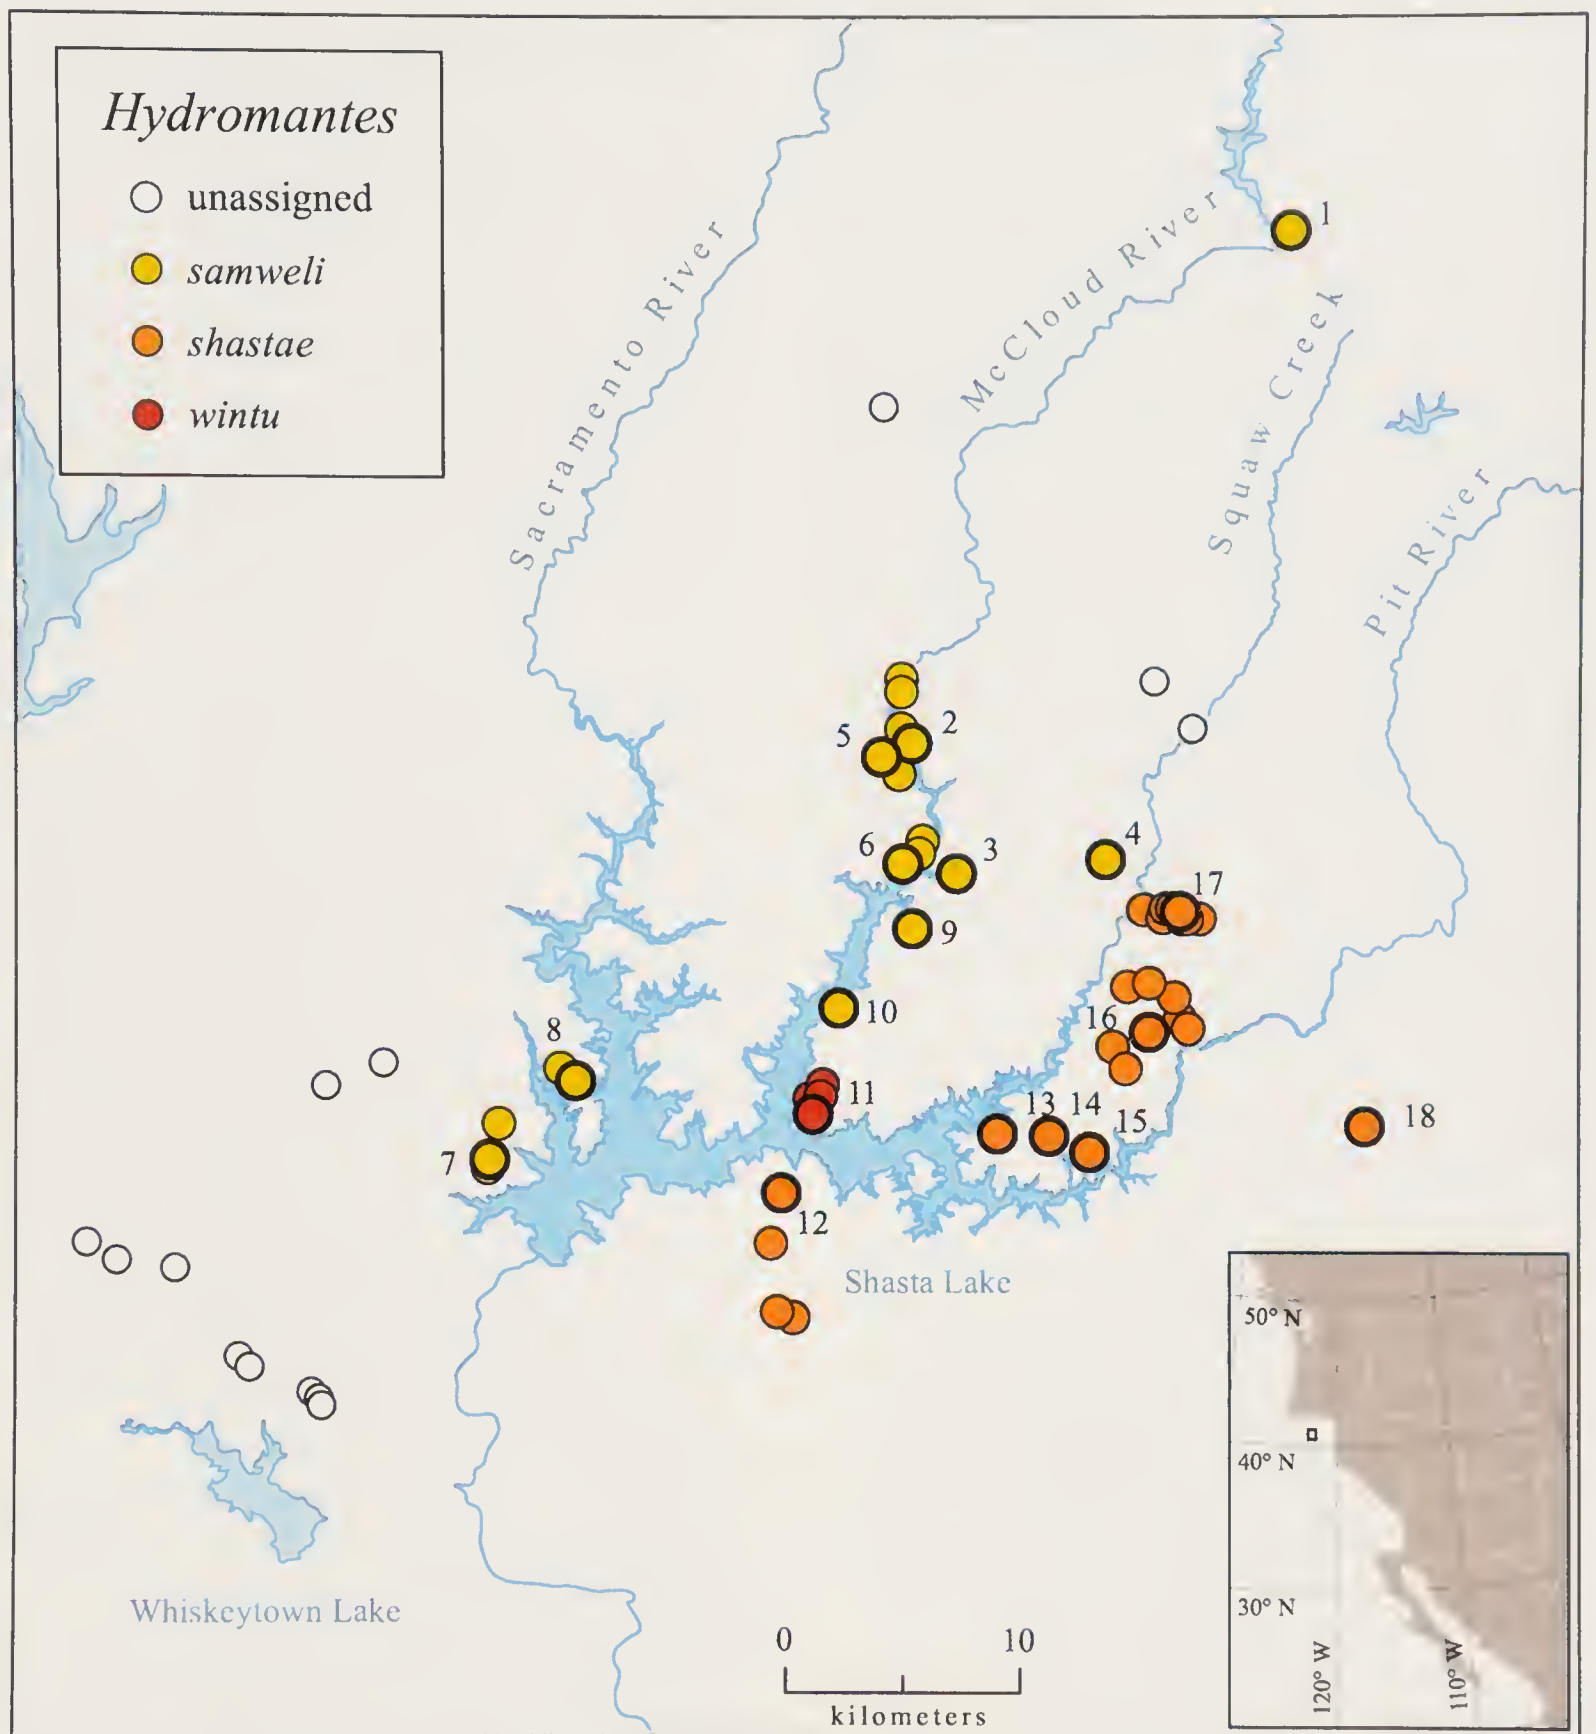 Hydromantes
unassigned
samweli
shastae
wintu
Sacramento River
McCloud River
Squaw Creek
Pit River
1
2
5
6
3
4
17
9
10
16
8
11
13
14
15
18
7
12
Shasta Lake
Whiskeytown Lake
0 10
kilometers
50° N
40° N
30° N
120° W
110° W